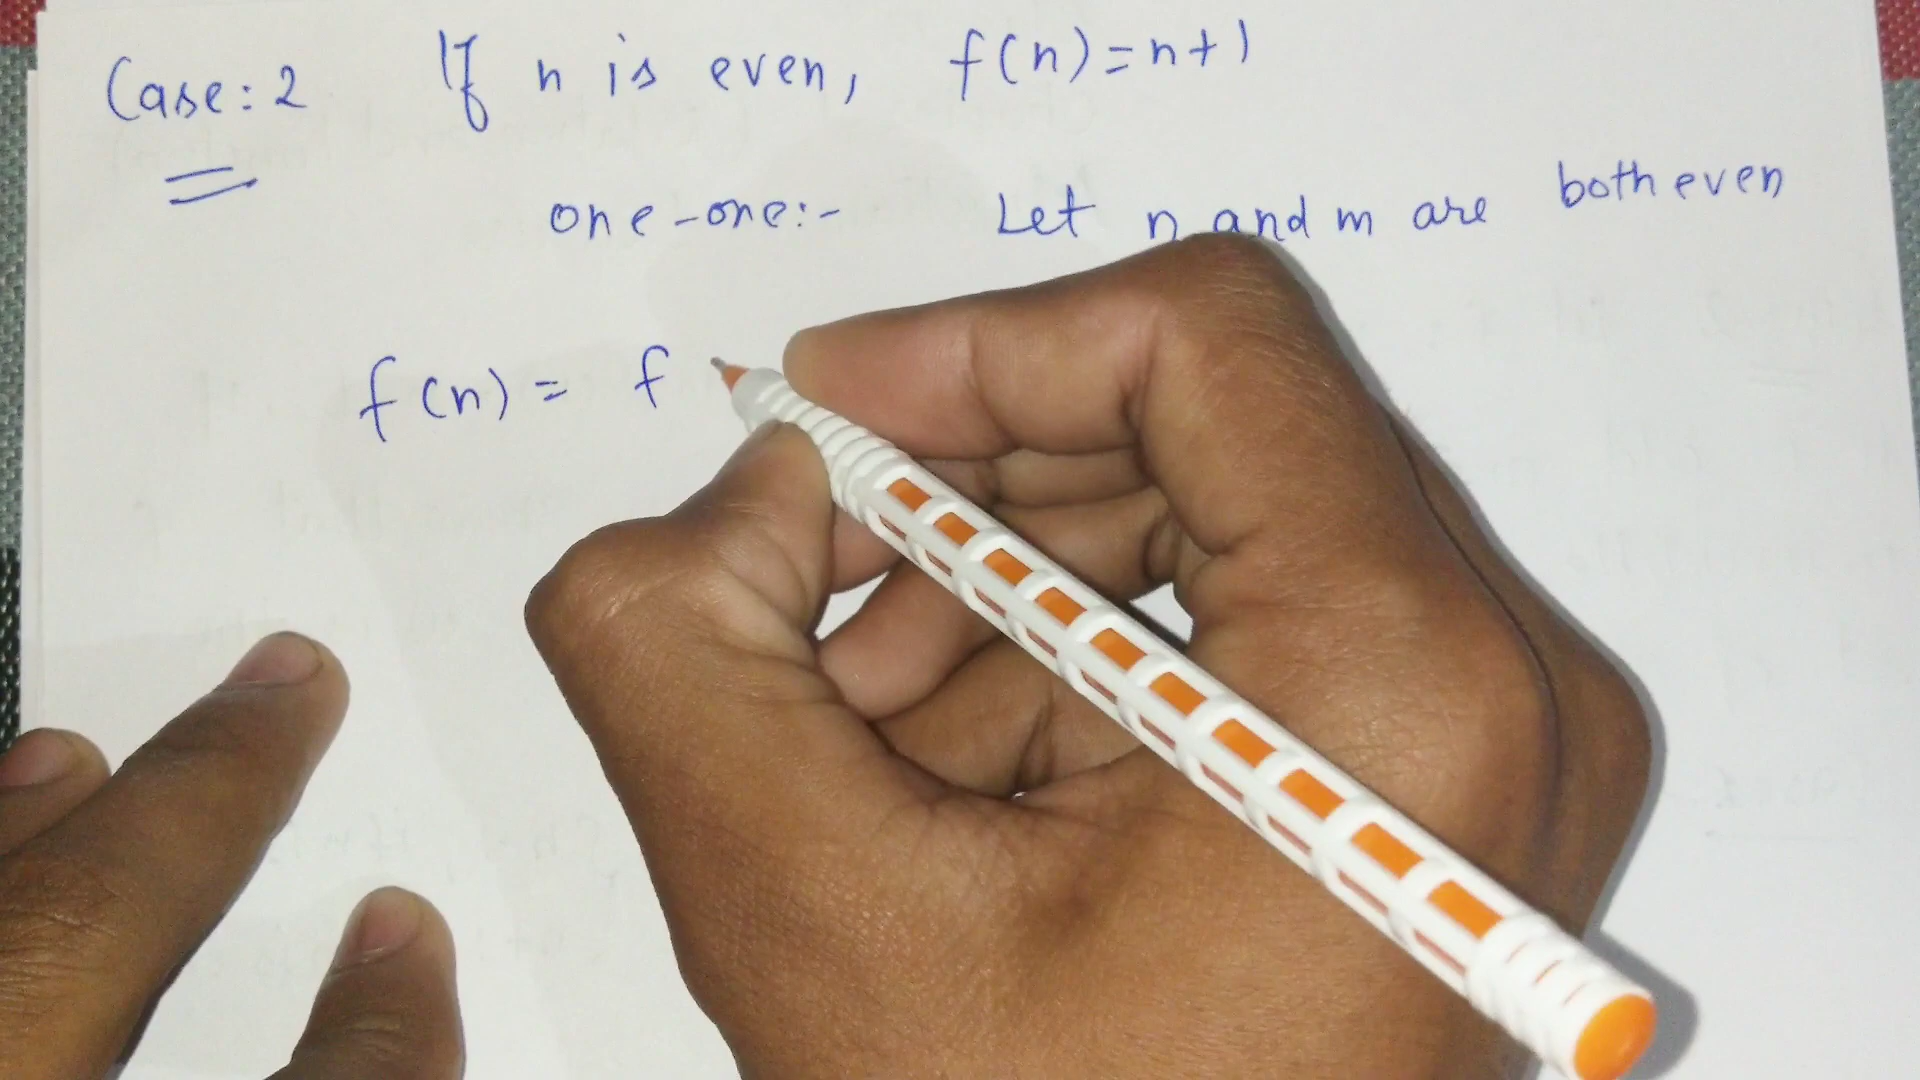 Case: 2 If n is even, f(n)=n+1
one-one:- Let n and m are both even
f(n) = f